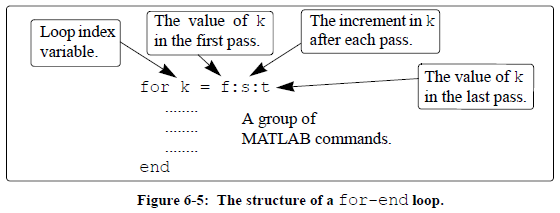 Loop index
variable.
The value of k
in the first pass.
The increment in k
after each pass.
The value of k
in the last pass.
for k = f:s:t
........
........
........
A group of
MATLAB commands.
end
Figure 6-5: The structure of a for-end loop.